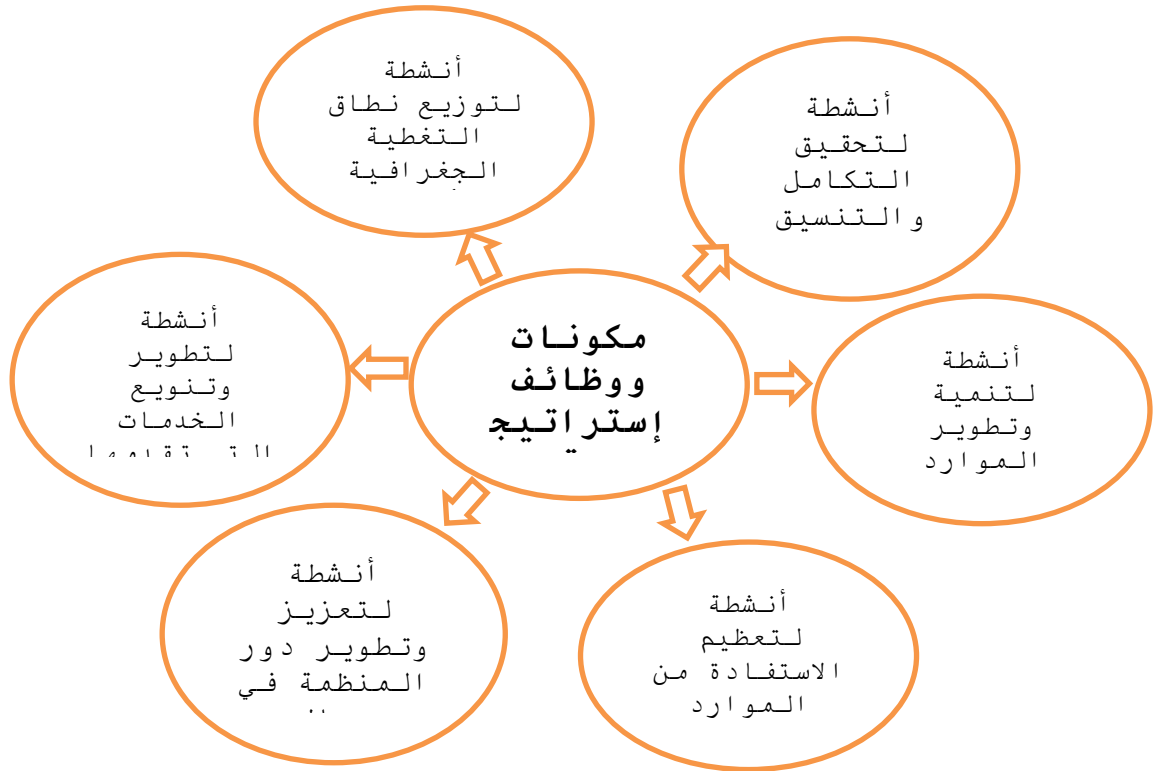 أنشطة
لتوزيع نطاق
التغطية
الجغرافية
أنشطة
لتحقيق
التكامل
والتنسيق
أنشطة
لتطوير
وتنويع
الخدمات
مكونات
ووظائف
إستراتيج
أنشطة
لتنمية
وتطوير
الموارد
أنشطة
لتعزيز
وتطوير دور
المنظمة في
أنشطة
لتعظيم
الاستفادة من
الموارد